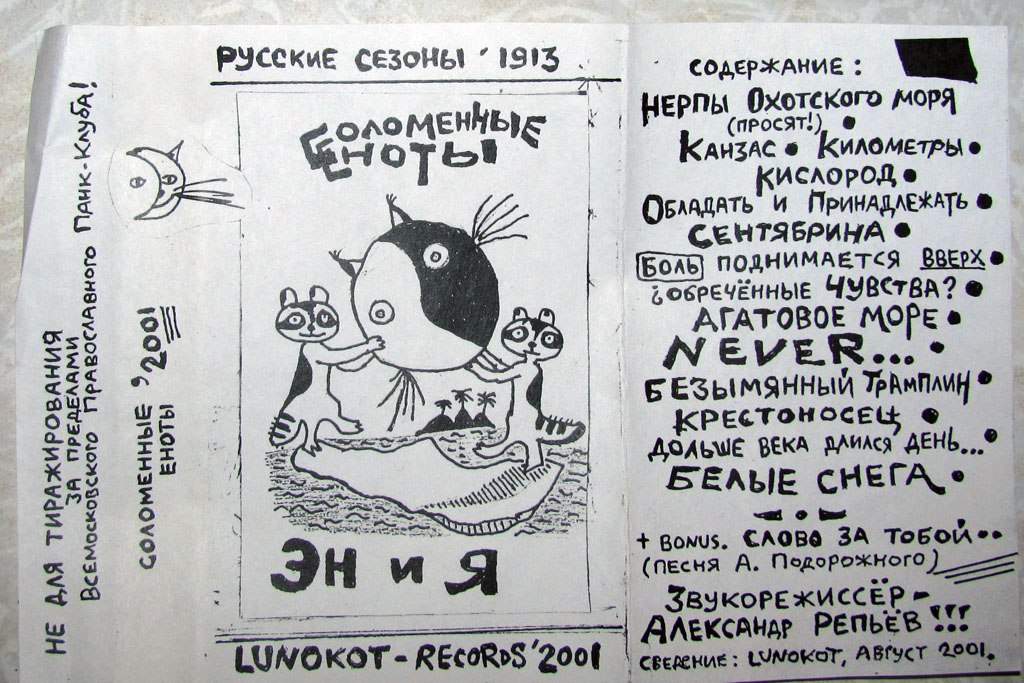 НЕ ДЛЯ ТИРАЖИРОВАНИЯ
ЗА ПРЕДЕЛАМИ
ВСЕМОСКОВСКОГО ПРАВОСЛАВНОГО ПАНК-КЛУБА!
СОЛОМЕННЫЕ '2001
ЕНОТЫ
РУССКИЕ СЕЗОНЫ '1913
СОЛОМЕННЫЕ
ЕНОТЫ
ЭН И Я
LUNOKOT - RECORDS '2001
СОДЕРЖАНИЕ:
НЕРПЫ ОХОТСКОГО МОРЯ
(ПРОСЯТ!) •
КАНЗАС • КИЛОМЕТРЫ •
КИСЛОРОД •
ОБЛАДАТЬ И ПРИНАДЛЕЖАТЬ •
СЕНТЯБРИНА •
БОЛЬ ПОДНИМАЕТСЯ ВВЕРХ •
¿ОБРЕЧЁННЫЕ ЧУВСТВА? •
АГАТОВОЕ МОРЕ •
NEVER... •
БЕЗЫМЯННЫЙ ТРАМПЛИН •
КРЕСТОНОСЕЦ •
ДОЛЬШЕ ВЕКА ДЛИЛСЯ ДЕНЬ... •
БЕЛЫЕ СНЕГА •
+ BONUS. СЛОВО ЗА ТОБОЙ ••
(ПЕСНЯ А. ПОДОРОЖНОГО)
ЗВУКОРЕЖИССЁР -
АЛЕКСАНДР РЕПЬЁВ!!!
СВЕДЕНИЕ: LUNOKOT, АВГУСТ 2001.